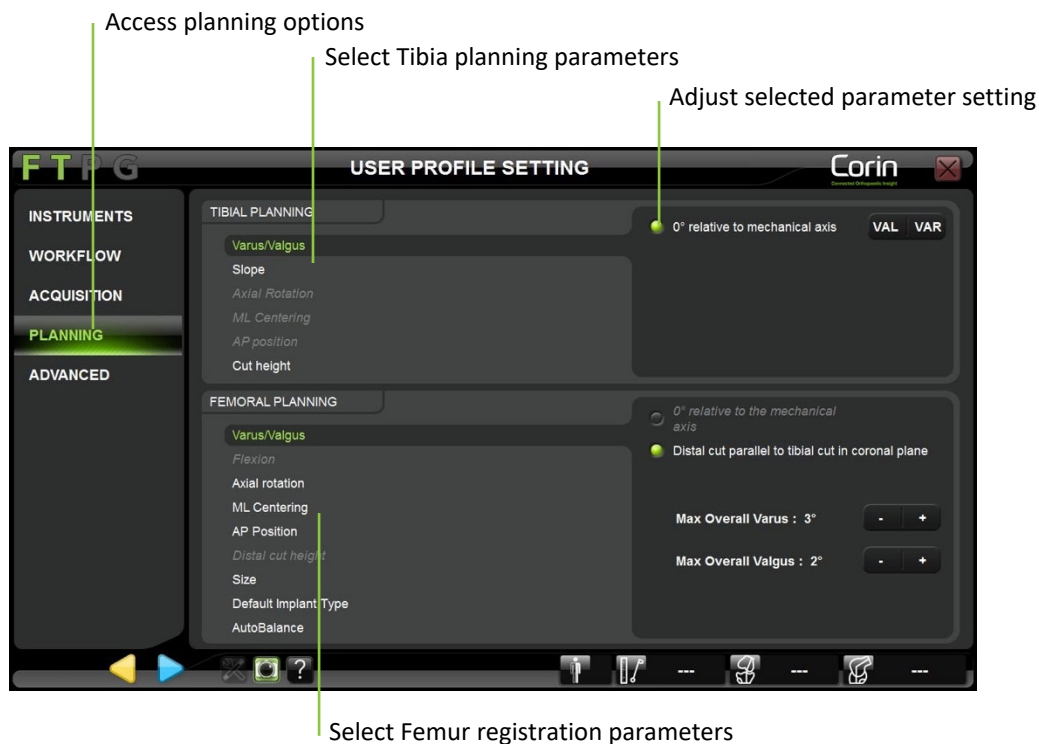 Access planning options
Select Tibia planning parameters
Adjust selected parameter setting
FTPG
USER PROFILE SETTING
Corin
Connected Orthopaedic Insight
INSTRUMENTS
WORKFLOW
ACQUISITION
PLANNING
ADVANCED
TIBIAL PLANNING
Varus/Valgus
Slope
Axial Rotation
ML Centering
AP position
Cut height
0° relative to mechanical axis
VAL VAR
FEMORAL PLANNING
Varus/Valgus
Flexion
Axial rotation
ML Centering
AP Position
Distal cut height
Size
Default Implant Type
AutoBalance
0° relative to the mechanical
axis
Distal cut parallel to tibial cut in coronal plane
Max Overall Varus : 3° - +
Max Overall Valgus : 2° - +
? --- --- ---
Select Femur registration parameters